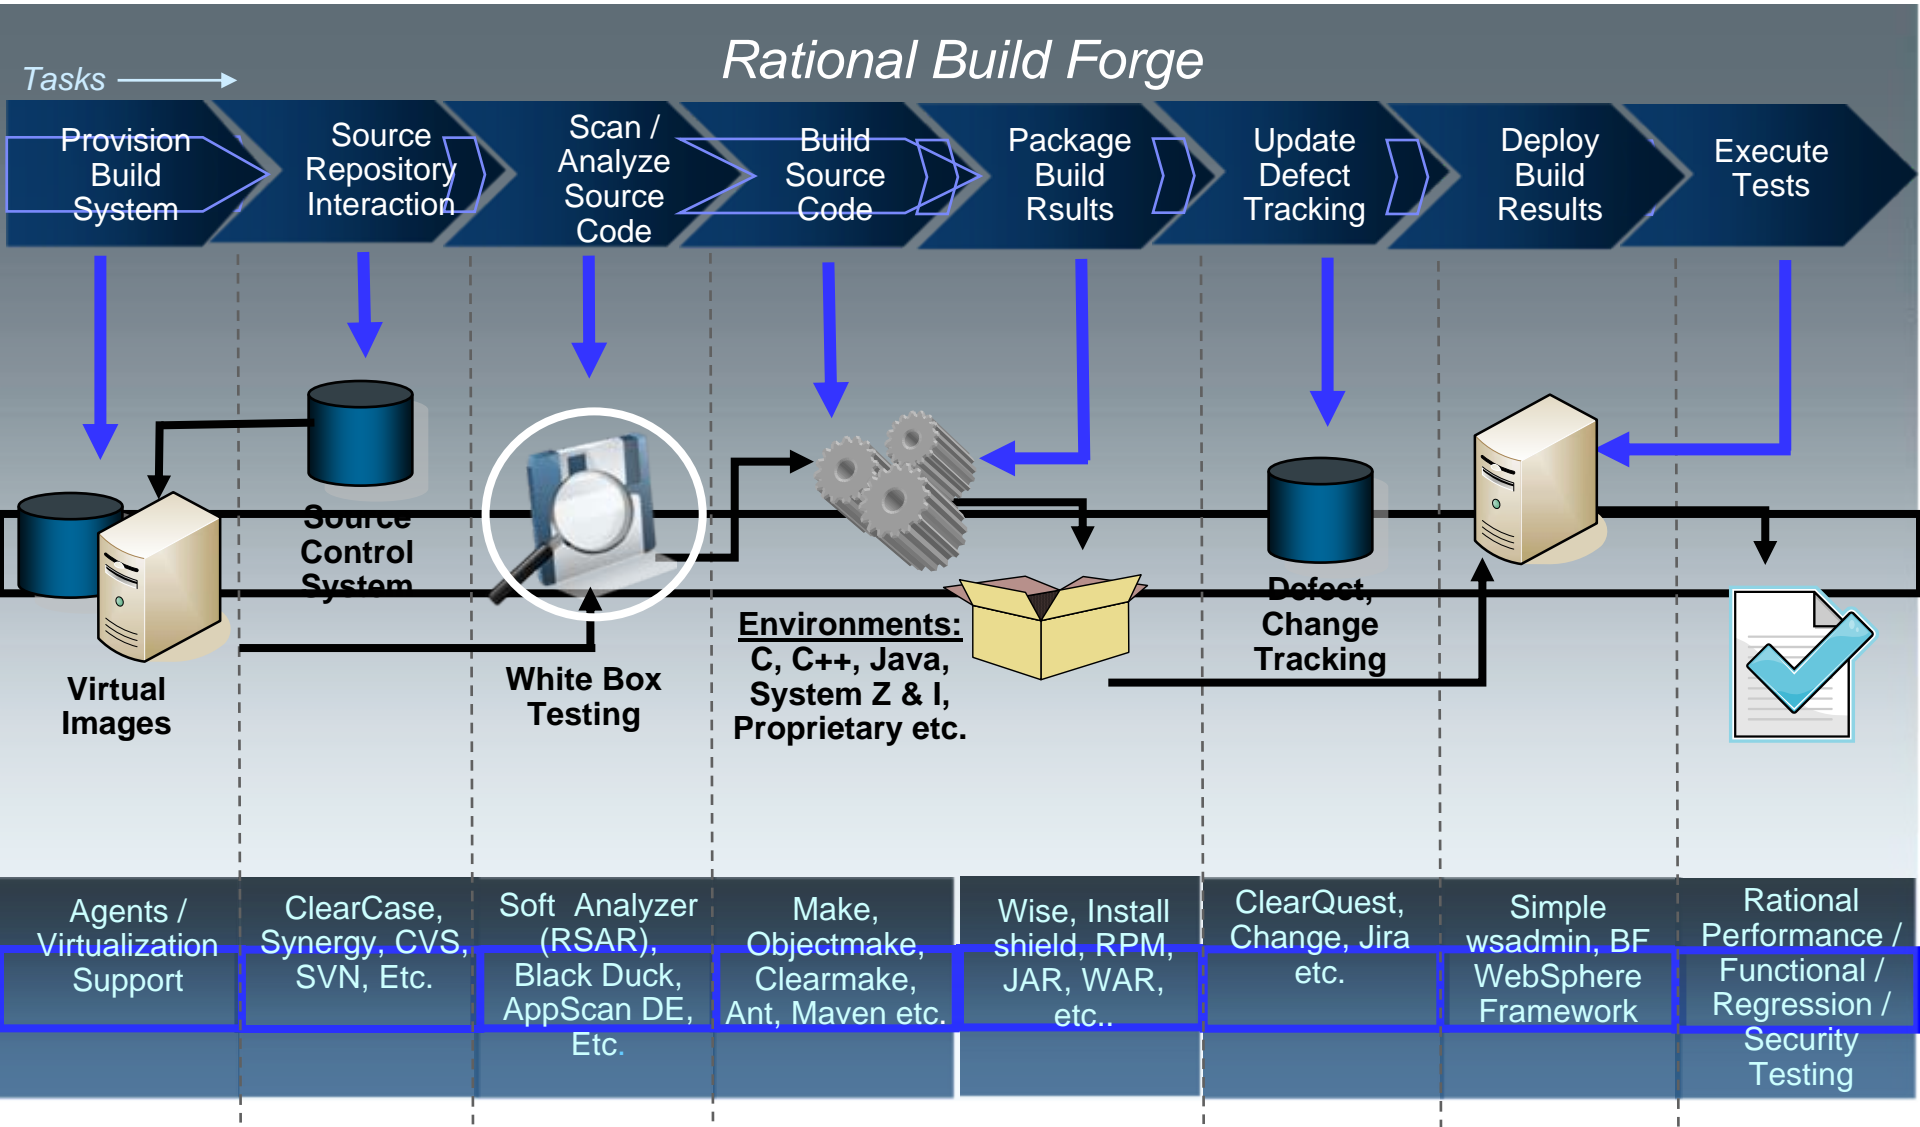 Rational Build Forge
Tasks
Provision
Build
System
Source
Repository
Interaction
Scan /
Analyze
Source
Code
Build
Source
Code
Package
Build
Rsults
Update
Defect
Tracking
Deploy
Build
Results
Execute
Tests
Source
Control
System
Virtual
Images
White Box
Testing
Environments:
C, C++, Java,
System Z & I,
Proprietary etc.
Defect,
Change
Tracking
Agents /
Virtualization
Support
ClearCase,
Synergy, CVS,
SVN, Etc.
Soft Analyzer
(RSAR),
Black Duck,
AppScan DE,
Etc.
Make,
Objectmake,
Clearmake,
Ant, Maven etc.
Wise, Install
shield, RPM,
JAR, WAR,
etc..
ClearQuest,
Change, Jira
etc.
Simple
wsadmin, BF
WebSphere
Framework
Rational
Performance /
Functional /
Regression /
Security
Testing